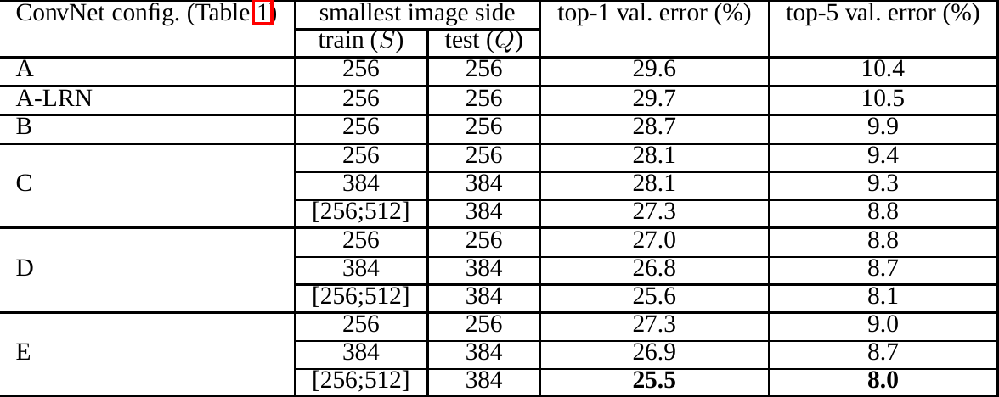 ConvNet config. (Table 1) smallest image side top-1 val. error (%) top-5 val. error (%)
train (S) test (Q)
A 256 256 29.6 10.4
A-LRN 256 256 29.7 10.5
B 256 256 28.7 9.9
256 256 28.1 9.4
C 384 384 28.1 9.3
[256;512] 384 27.3 8.8
256 256 27.0 8.8
D 384 384 26.8 8.7
[256;512] 384 25.6 8.1
256 256 27.3 9.0
E 384 384 26.9 8.7
[256;512] 384 25.5 8.0